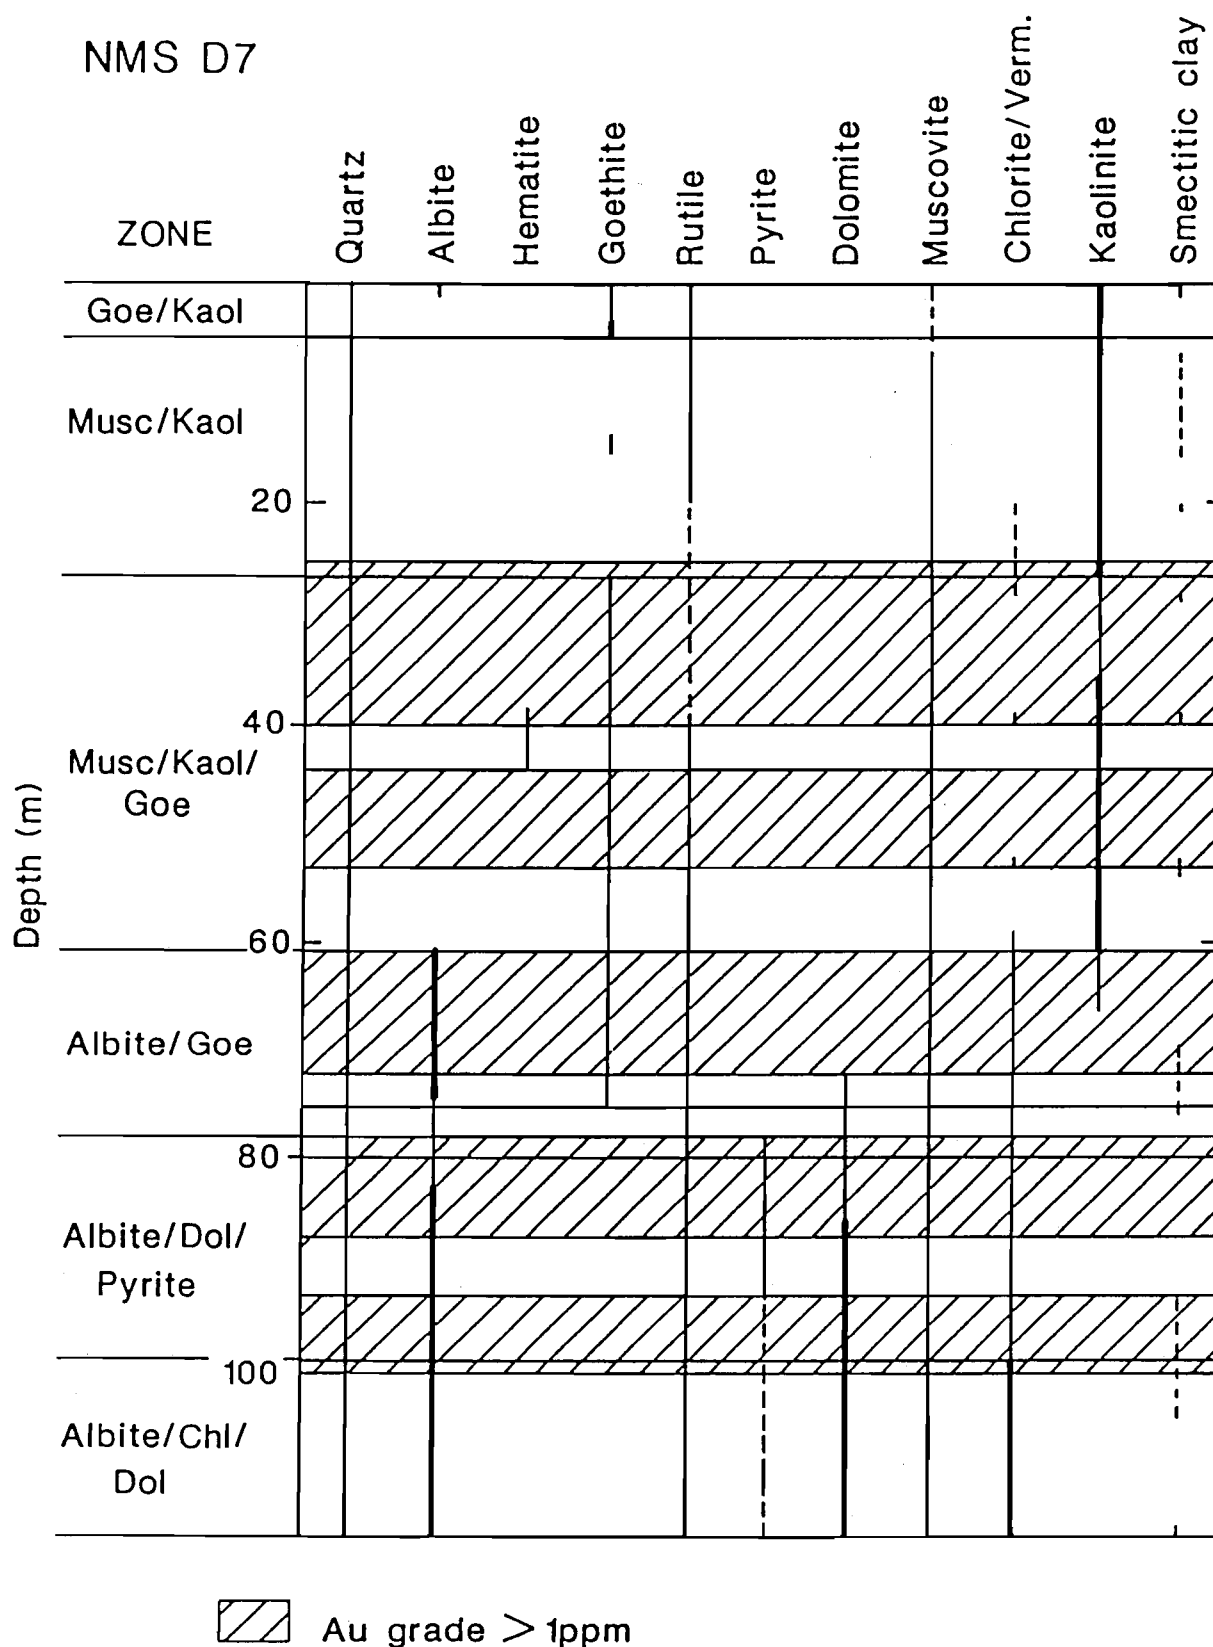 NMS D7
ZONE
Quartz
Albite
Hematite
Goethite
Rutile
Pyrite
Dolomite
Muscovite
Chlorite/Verm.
Kaolinite
Smectitic clay
Goe/Kaol
Musc/Kaol
20
40
Musc/Kaol/
Goe
Depth (m)
60
Albite/Goe
80
Albite/Dol/
Pyrite
100
Albite/Chl/
Dol
Au grade > 1ppm